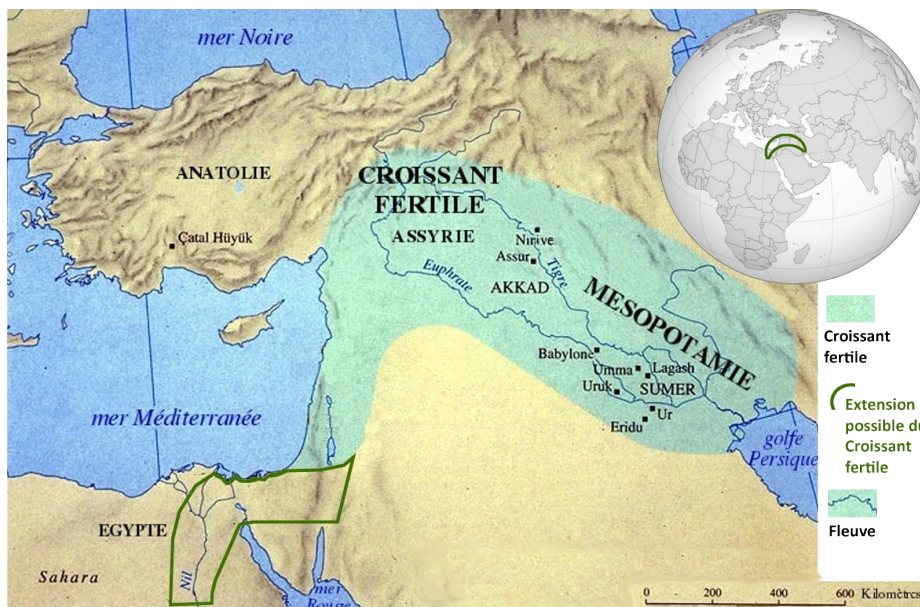 mer Noire
ANATOLIE
CROISSANT
FERTILE
ASSYRIE
Çatal Hüyük
Ninive
Assur
Tigre
Euphrate
AKKAD
MESOPOTAMIE
Babylone
Umma
Lagash
Uruk
SUMER
Ur
Eridu
mer Méditerranée
golfe
Persique
EGYPTE
Nil
Sahara
mer
Rouge
0 200 400 600 Kilomètres
Croissant
fertile
Extension
possible du
Croissant
fertile
Fleuve